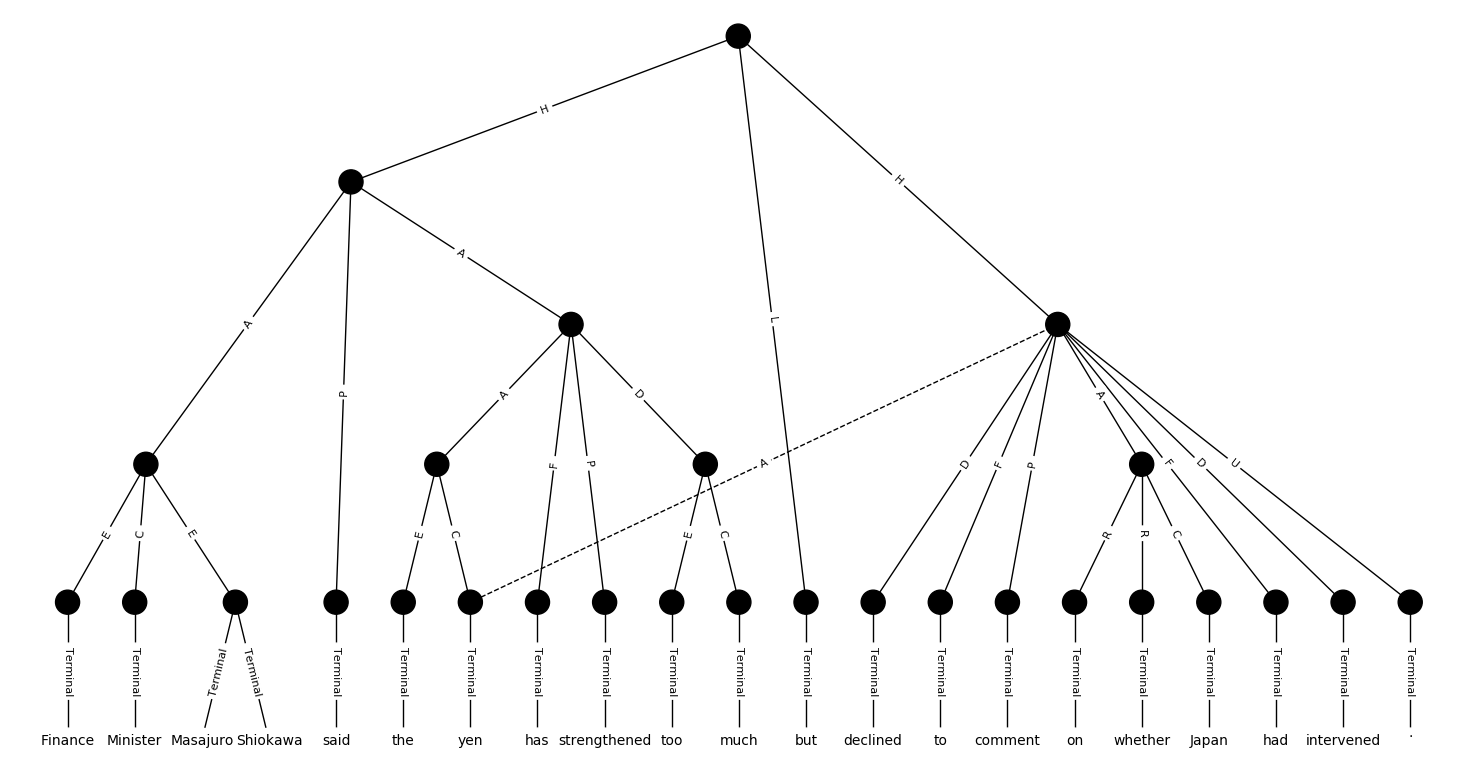 H
H
A
A
L
A
P
A
D
F
P
A
D
F
P
A
F
D
U
E
C
E
E
C
E
C
R
R
C
Terminal Terminal Terminal Terminal Terminal Terminal Terminal Terminal Terminal Terminal Terminal Terminal Terminal Terminal Terminal Terminal Terminal Terminal Terminal Terminal Terminal
Finance Minister Masajuro Shiokawa said the yen has strengthened too much but declined to comment on whether Japan had intervened .